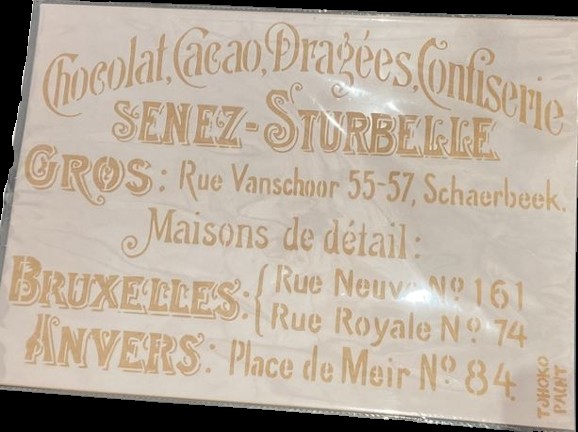 Chocolat, Cacao, Dragées, Confiserie
SENEZ-STURBELLE
GROS: Rue Vanschoor 55-57, Schaerbeek.
Maisons de détail:
BRUXELLES: { Rue Neuve Nº 161
Rue Royale Nº 74
ANVERS: Place de Meir Nº 84.
TOHOKO
PAINT